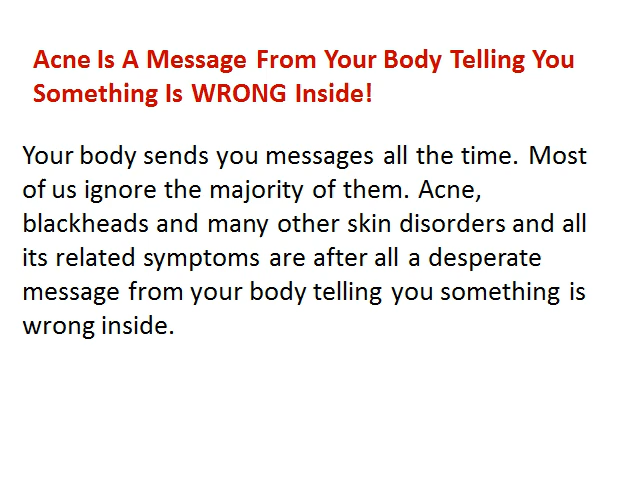 Acne Is A Message From Your Body Telling You
Something Is WRONG Inside!
Your body sends you messages all the time. Most
of us ignore the majority of them. Acne,
blackheads and many other skin disorders and all
its related symptoms are after all a desperate
message from your body telling you something is
wrong inside.